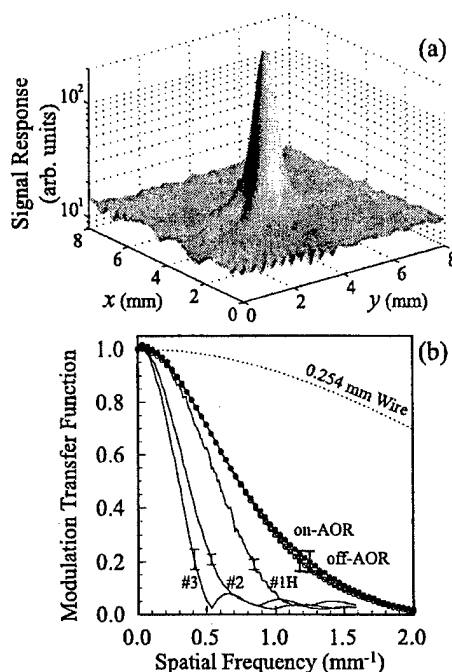 (a)
Signal Response
(arb. units)
10²
10¹
8
6
4
2
0
x (mm)
0
2
4
6
8
y (mm)
(b)
Modulation Transfer Function
1.0
0.8
0.6
0.4
0.2
0.0
0.254 mm Wire
on-AOR
off-AOR
#3
#2
#1H
0.0
0.5
1.0
1.5
2.0
Spatial Frequency (mm⁻¹)